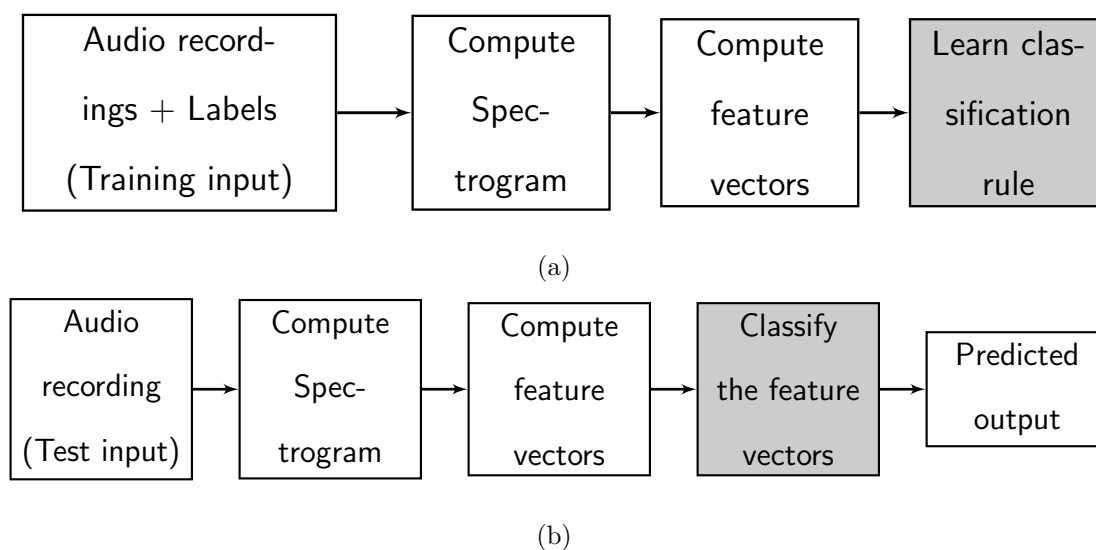 Audio record-
ings + Labels
(Training input)
Compute
Spec-
trogram
Compute
feature
vectors
Learn clas-
sification
rule
(a)
Audio
recording
(Test input)
Compute
Spec-
trogram
Compute
feature
vectors
Classify
the feature
vectors
Predicted
output
(b)